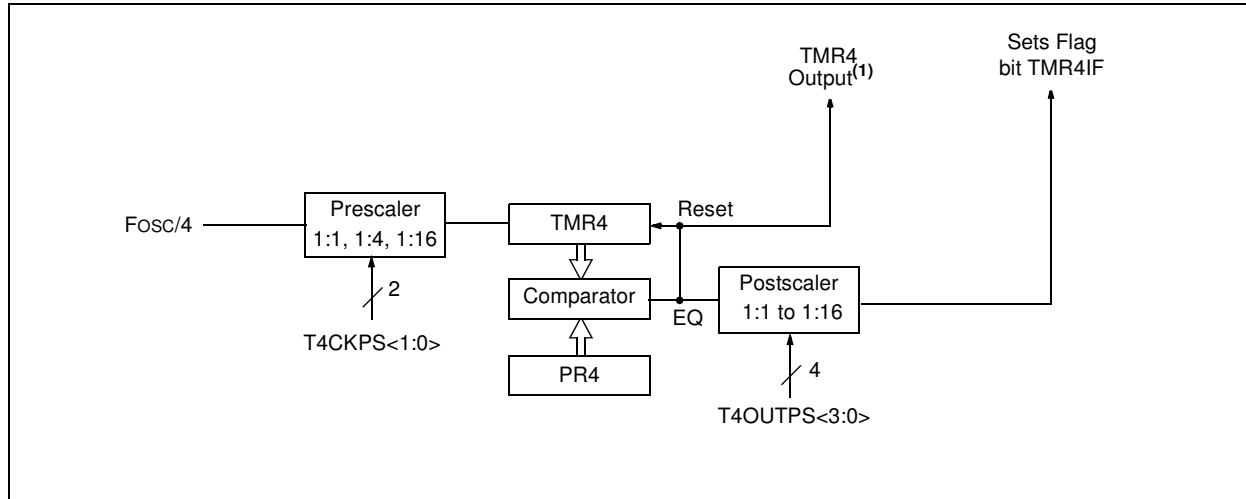 TMR4
Output(1)
Sets Flag
bit TMR4IF
FOSC/4
Prescaler
1:1, 1:4, 1:16
2
T4CKPS<1:0>
TMR4
Reset
Comparator
EQ
PR4
Postscaler
1:1 to 1:16
4
T4OUTPS<3:0>